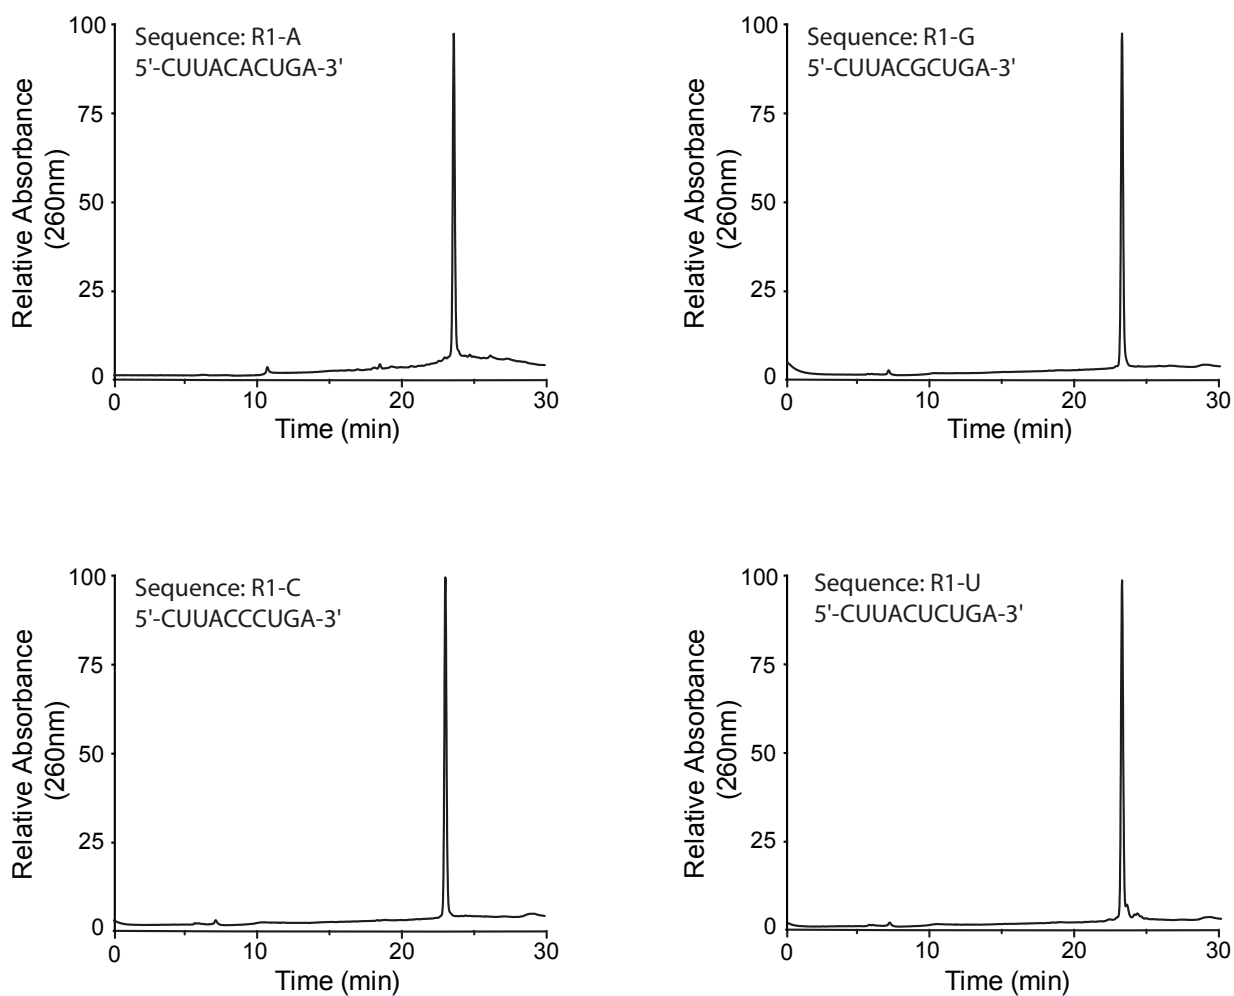 Sequence: R1-A
5'-CUUACACUGA-3'
Relative Absorbance
(260nm)
100
75
50
25
0
0
10
20
30
Time (min)
Sequence: R1-G
5'-CUUACGCUGA-3'
Relative Absorbance
(260nm)
100
75
50
25
0
0
10
20
30
Time (min)
Sequence: R1-C
5'-CUUACCCUGA-3'
Relative Absorbance
(260nm)
100
75
50
25
0
0
10
20
30
Time (min)
Sequence: R1-U
5'-CUUACUCUGA-3'
Relative Absorbance
(260nm)
100
75
50
25
0
0
10
20
30
Time (min)